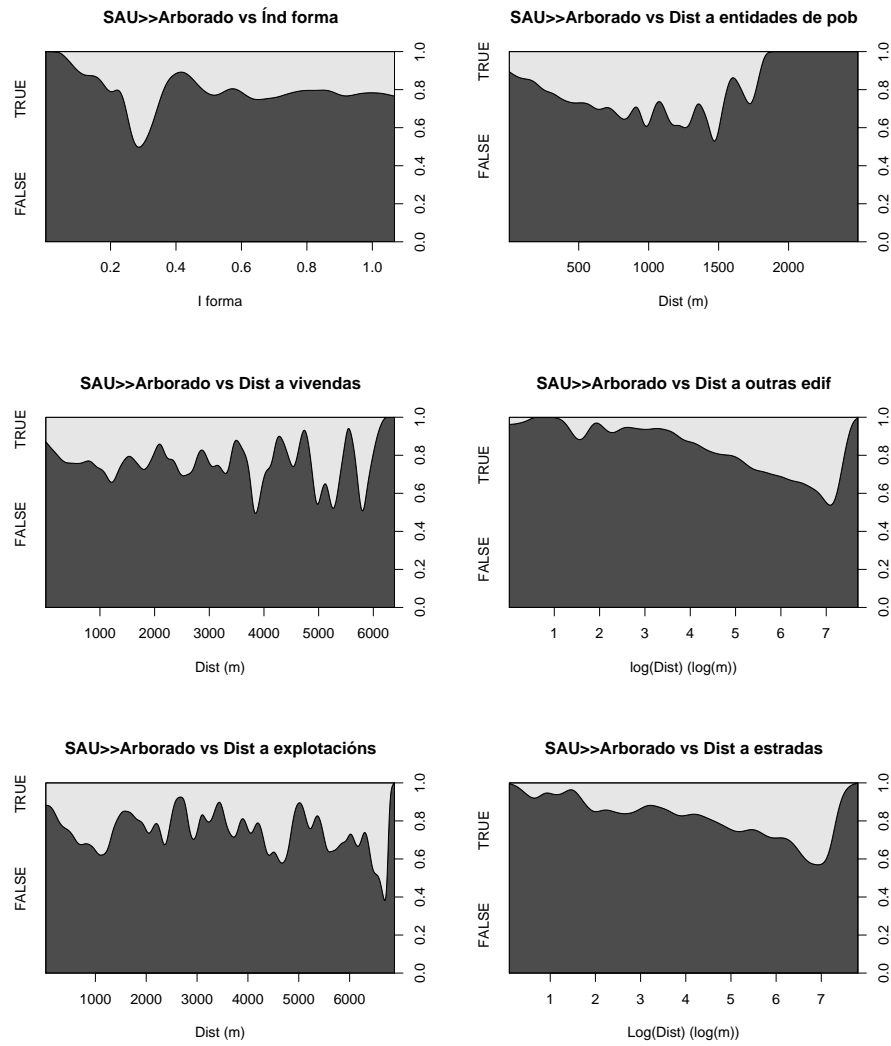 SAU>>Arborado vs Índ forma
FALSE TRUE
0.0 0.2 0.4 0.6 0.8 1.0
0.2 0.4 0.6 0.8 1.0
I forma
SAU>>Arborado vs Dist a entidades de pob
FALSE TRUE
0.0 0.2 0.4 0.6 0.8 1.0
500 1000 1500 2000
Dist (m)
SAU>>Arborado vs Dist a vivendas
FALSE TRUE
0.0 0.2 0.4 0.6 0.8 1.0
1000 2000 3000 4000 5000 6000
Dist (m)
SAU>>Arborado vs Dist a outras edif
FALSE TRUE
0.0 0.2 0.4 0.6 0.8 1.0
1 2 3 4 5 6 7
log(Dist) (log(m))
SAU>>Arborado vs Dist a explotacións
FALSE TRUE
0.0 0.2 0.4 0.6 0.8 1.0
1000 2000 3000 4000 5000 6000
Dist (m)
SAU>>Arborado vs Dist a estradas
FALSE TRUE
0.0 0.2 0.4 0.6 0.8 1.0
1 2 3 4 5 6 7
Log(Dist) (log(m))